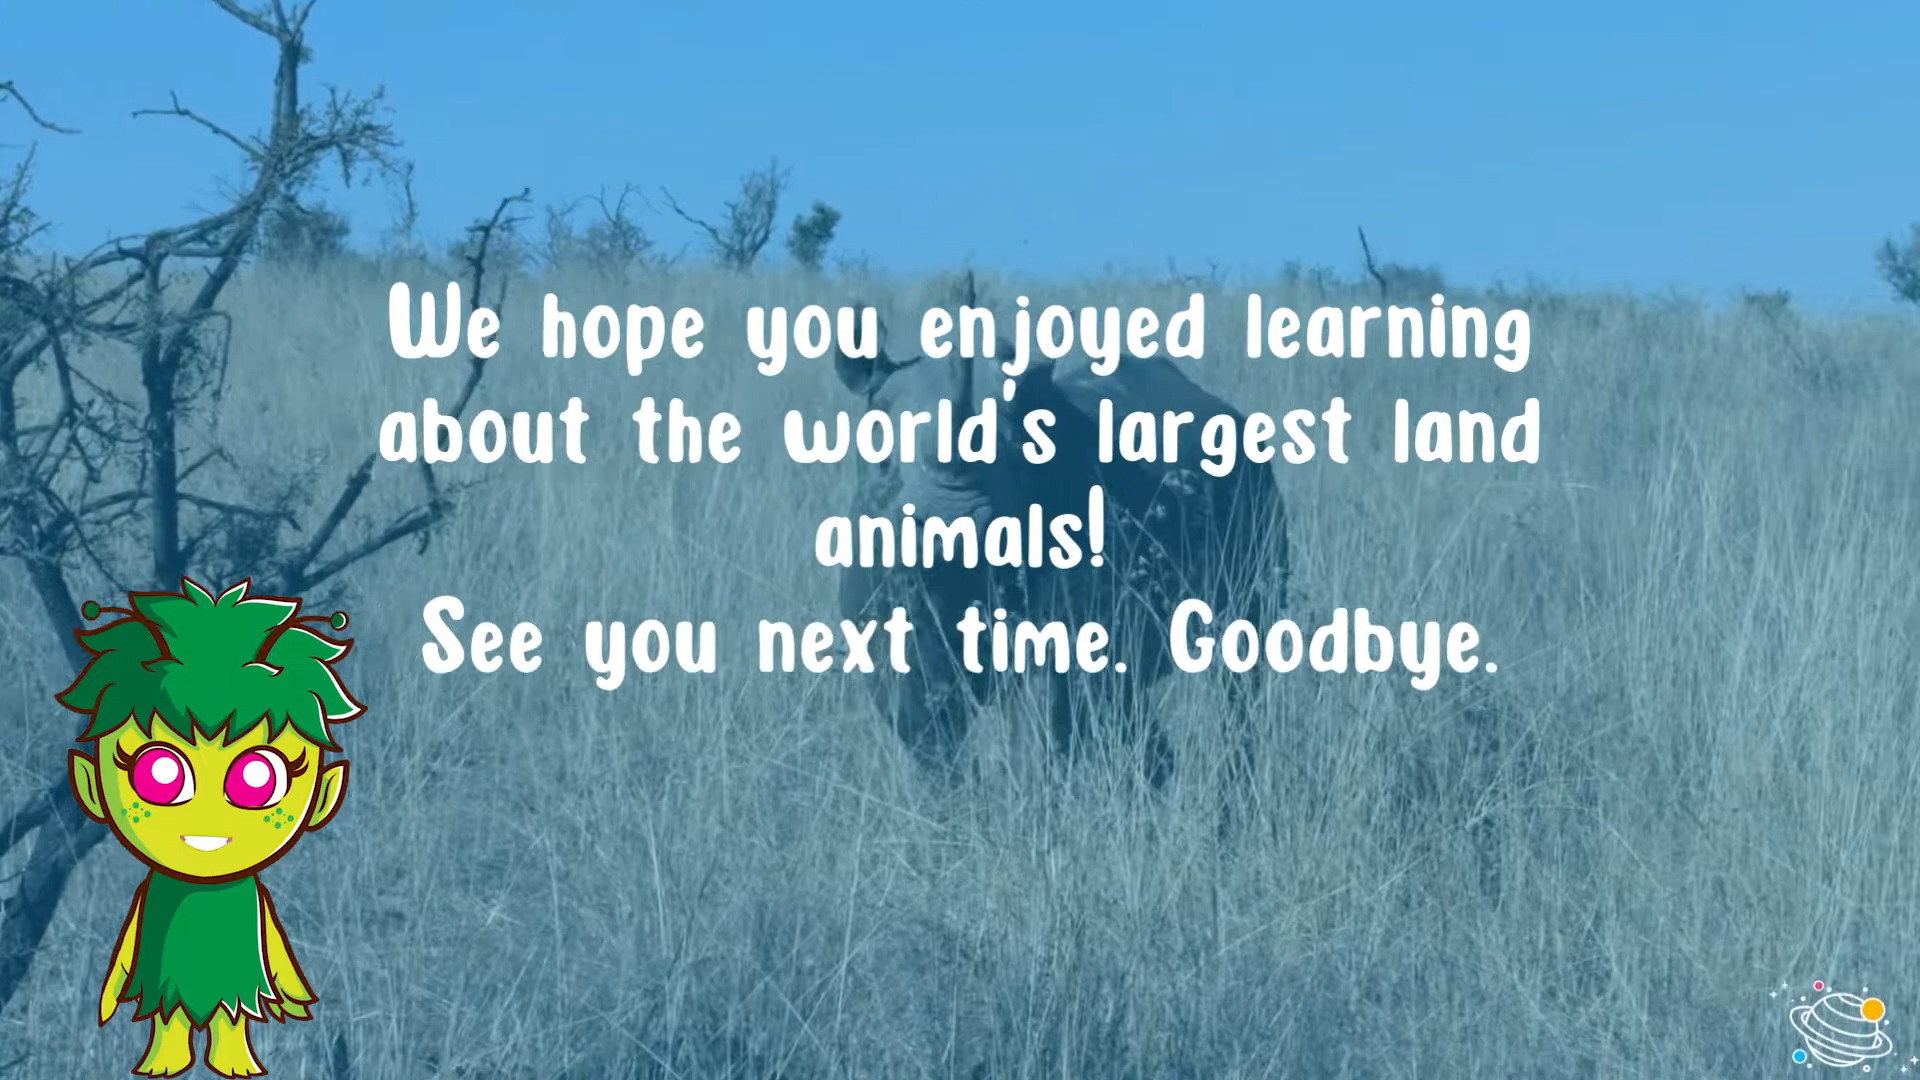 We hope you enjoyed learning
about the world's largest land
animals!
See you next time. Goodbye.